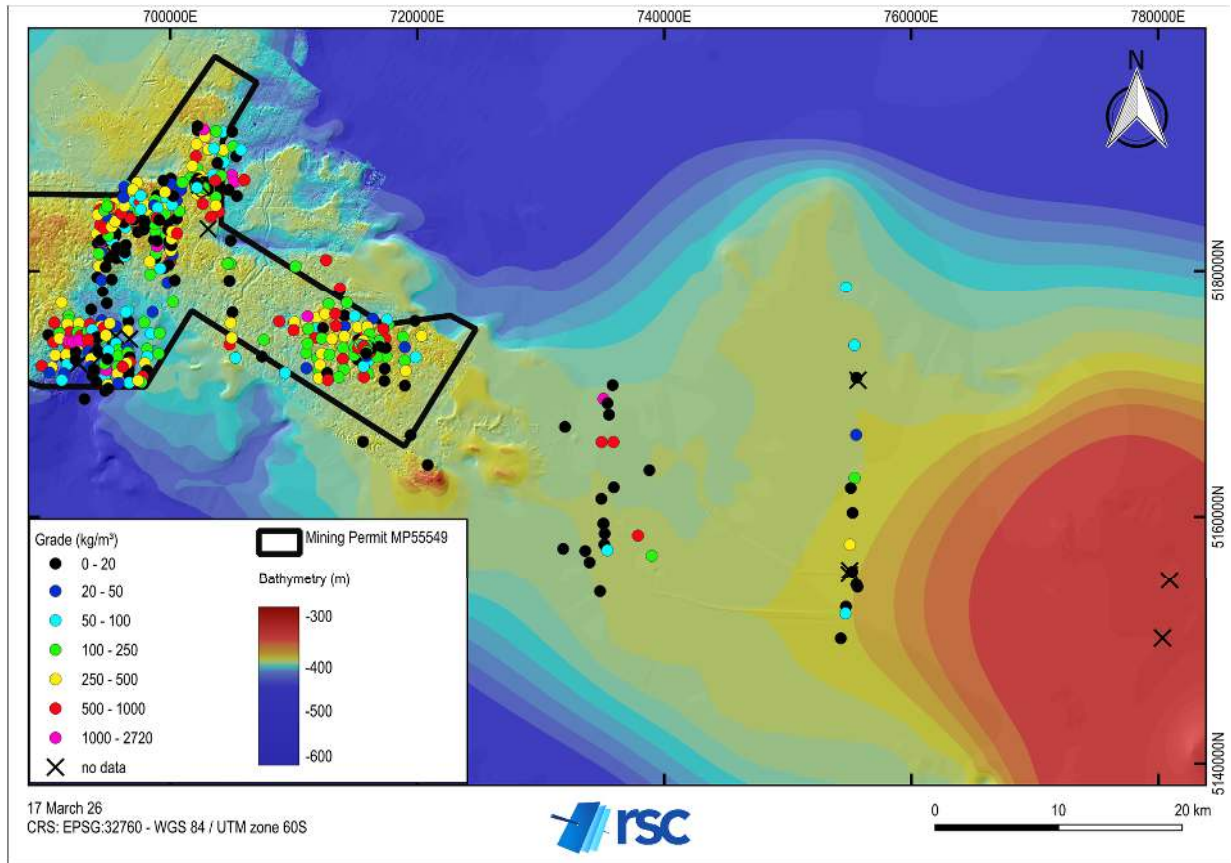 700000E 720000E 740000E 760000E 780000E
N
5180000N
5160000N
5140000N
Grade (kg/m³)
0 - 20
20 - 50
50 - 100
100 - 250
250 - 500
500 - 1000
1000 - 2720
no data
Mining Permit MP55549
Bathymetry (m)
-300
-400
-500
-600
17 March 26
CRS: EPSG:32760 - WGS 84 / UTM zone 60S
rsc
0 10 20 km